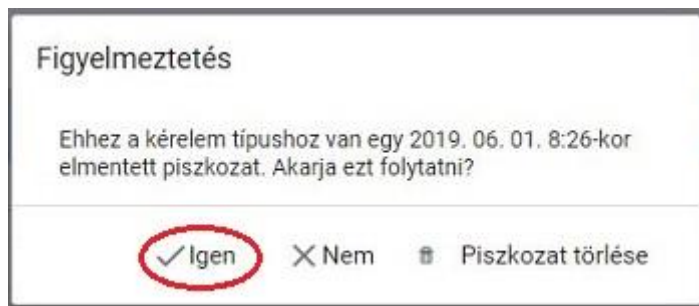 Figyelmeztetés
Ehhez a kérelem típushoz van egy 2019. 06. 01. 8:26-kor
elmentett piszkozat. Akarja ezt folytatni?
Igen Nem Piszkozat törlése